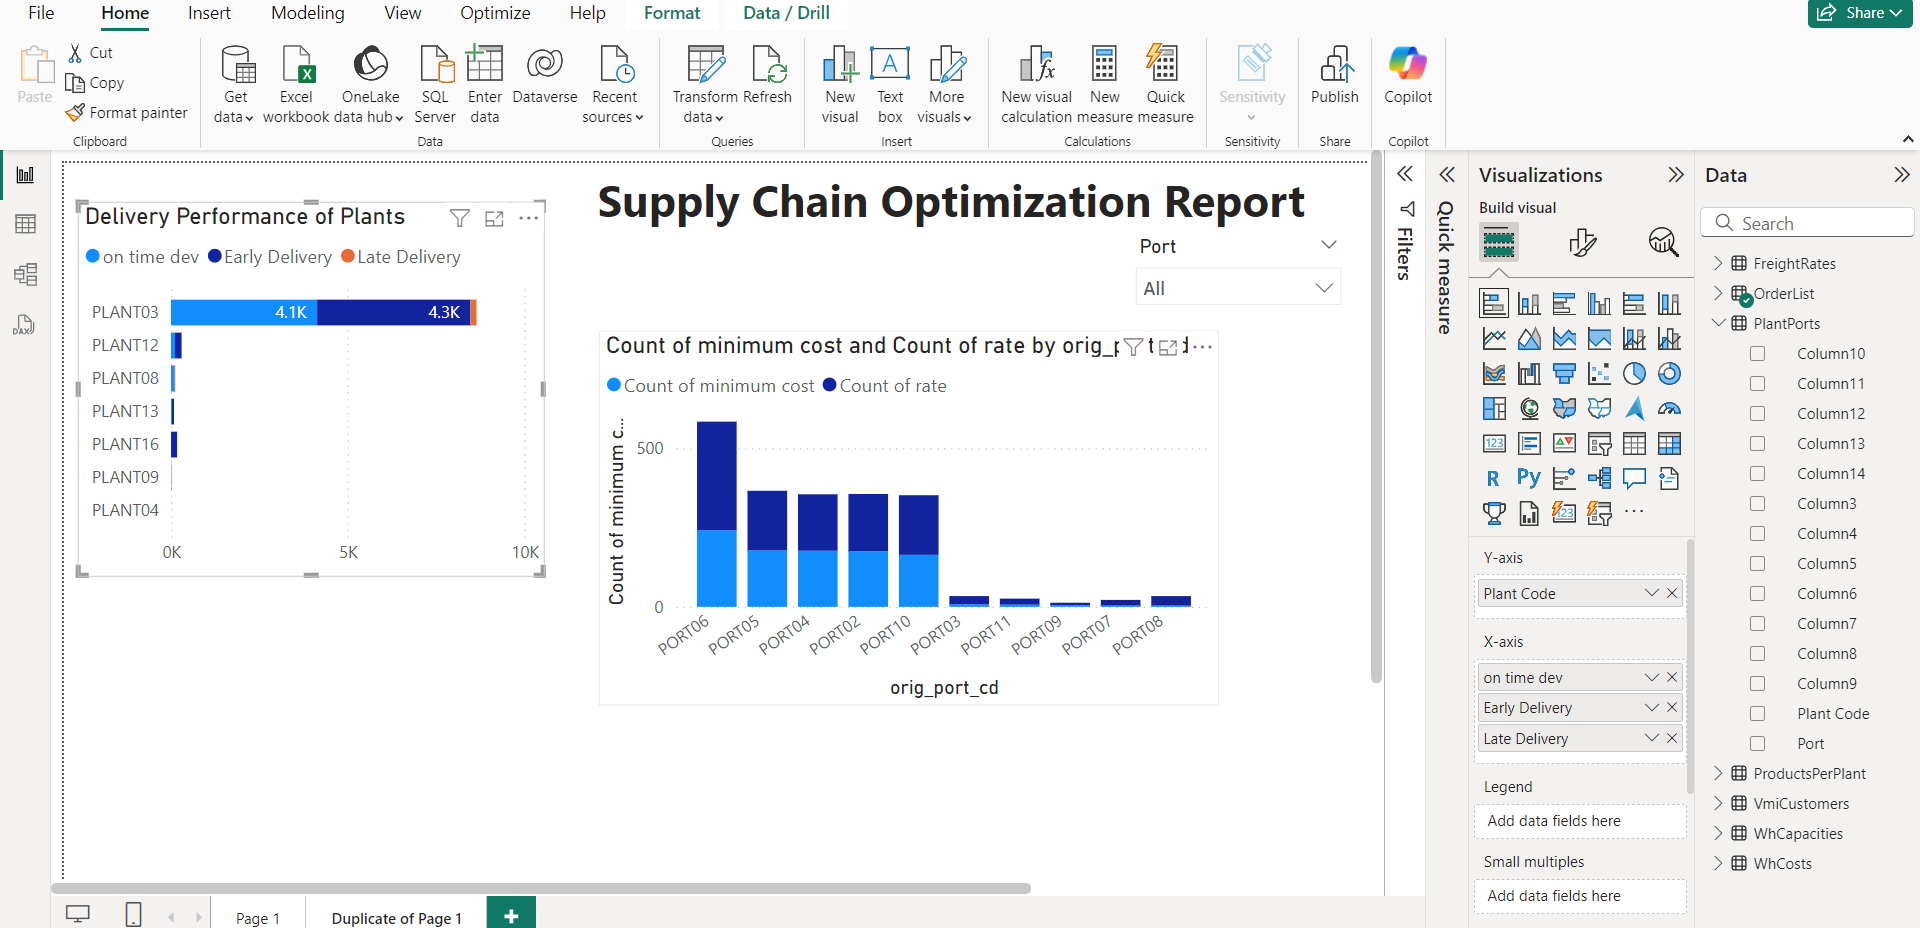 File Home Insert Modeling View Optimize Help Format Data / Drill Share
Paste
Cut
Copy
Format painter
Clipboard
Get data
Excel workbook
OneLake data hub
SQL Server
Enter data
Dataverse
Recent sources
Data
Transform data
Refresh
Queries
New visual
Text box
More visuals
Insert
New visual calculation
New measure
Quick measure
Calculations
Sensitivity
Sensitivity
Publish
Share
Copilot
Copilot
Supply Chain Optimization Report
Delivery Performance of Plants
on time dev Early Delivery Late Delivery
PLANT03 4.1K 4.3K
PLANT12
PLANT08
PLANT13
PLANT16
PLANT09
PLANT04
0K 5K 10K
Port
All
Count of minimum cost and Count of rate by orig_p
Count of minimum cost Count of rate
Count of minimum c...
500
0
PORT06 PORT05 PORT04 PORT02 PORT10 PORT03 PORT11 PORT09 PORT07 PORT08
orig_port_cd
Filters
Quick measure
Visualizations
Build visual
123
R Py
123
Y-axis
Plant Code
X-axis
on time dev
Early Delivery
Late Delivery
Legend
Add data fields here
Small multiples
Add data fields here
Data
Search
FreightRates
OrderList
PlantPorts
Column10
Column11
Column12
Column13
Column14
Column3
Column4
Column5
Column6
Column7
Column8
Column9
Plant Code
Port
ProductsPerPlant
VmiCustomers
WhCapacities
WhCosts
DAX
Page 1 Duplicate of Page 1